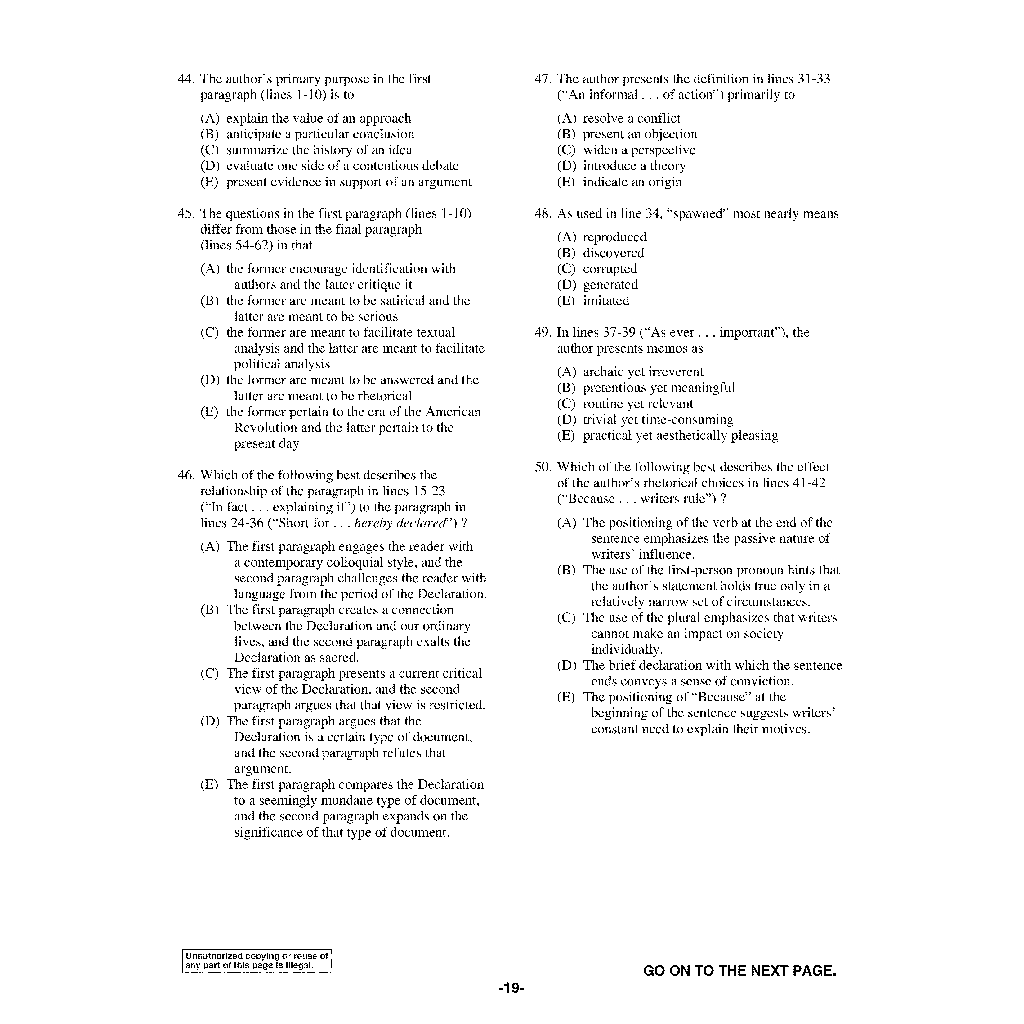 44. The author's primary purpose in the first
paragraph (lines 1-10) is to
(A) explain the value of an approach
(B) anticipate a particular conclusion
(C) summarize the history of an idea
(D) evaluate one side of a contentious debate
(E) present evidence in support of an argument
45. The questions in the first paragraph (lines 1-10)
differ from those in the final paragraph
(lines 54-62) in that
(A) the former encourage identification with
authors and the latter critique it
(B) the former are meant to be satirical and the
latter are meant to be serious
(C) the former are meant to facilitate textual
analysis and the latter are meant to facilitate
political analysis
(D) the former are meant to be answered and the
latter are meant to be rhetorical
(E) the former pertain to the era of the American
Revolution and the latter pertain to the
present day
46. Which of the following best describes the
relationship of the paragraph in lines 15-23
("In fact . . . explaining it") to the paragraph in
lines 24-36 ("Short for . . . hereby declared") ?
(A) The first paragraph engages the reader with
a contemporary colloquial style, and the
second paragraph challenges the reader with
language from the period of the Declaration.
(B) The first paragraph creates a connection
between the Declaration and our ordinary
lives, and the second paragraph exalts the
Declaration as sacred.
(C) The first paragraph presents a current critical
view of the Declaration, and the second
paragraph argues that that view is restricted.
(D) The first paragraph argues that the
Declaration is a certain type of document,
and the second paragraph refutes that
argument.
(E) The first paragraph compares the Declaration
to a seemingly mundane type of document,
and the second paragraph expands on the
significance of that type of document.
47. The author presents the definition in lines 31-33
("An informal . . . of action") primarily to
(A) resolve a conflict
(B) present an objection
(C) widen a perspective
(D) introduce a theory
(E) indicate an origin
48. As used in line 34, "spawned" most nearly means
(A) reproduced
(B) discovered
(C) corrupted
(D) generated
(E) imitated
49. In lines 37-39 ("As ever . . . important"), the
author presents memos as
(A) archaic yet irreverent
(B) pretentious yet meaningful
(C) routine yet relevant
(D) trivial yet time-consuming
(E) practical yet aesthetically pleasing
50. Which of the following best describes the effect
of the author's rhetorical choices in lines 41-42
("Because . . . writers rule") ?
(A) The positioning of the verb at the end of the
sentence emphasizes the passive nature of
writers' influence.
(B) The use of the first-person pronoun hints that
the author's statement holds true only in a
relatively narrow set of circumstances.
(C) The use of the plural emphasizes that writers
cannot make an impact on society
individually.
(D) The brief declaration with which the sentence
ends conveys a sense of conviction.
(E) The positioning of "Because" at the
beginning of the sentence suggests writers'
constant need to explain their motives.
Unauthorized copying or reuse of
any part of this page is illegal.
GO ON TO THE NEXT PAGE.
-19-